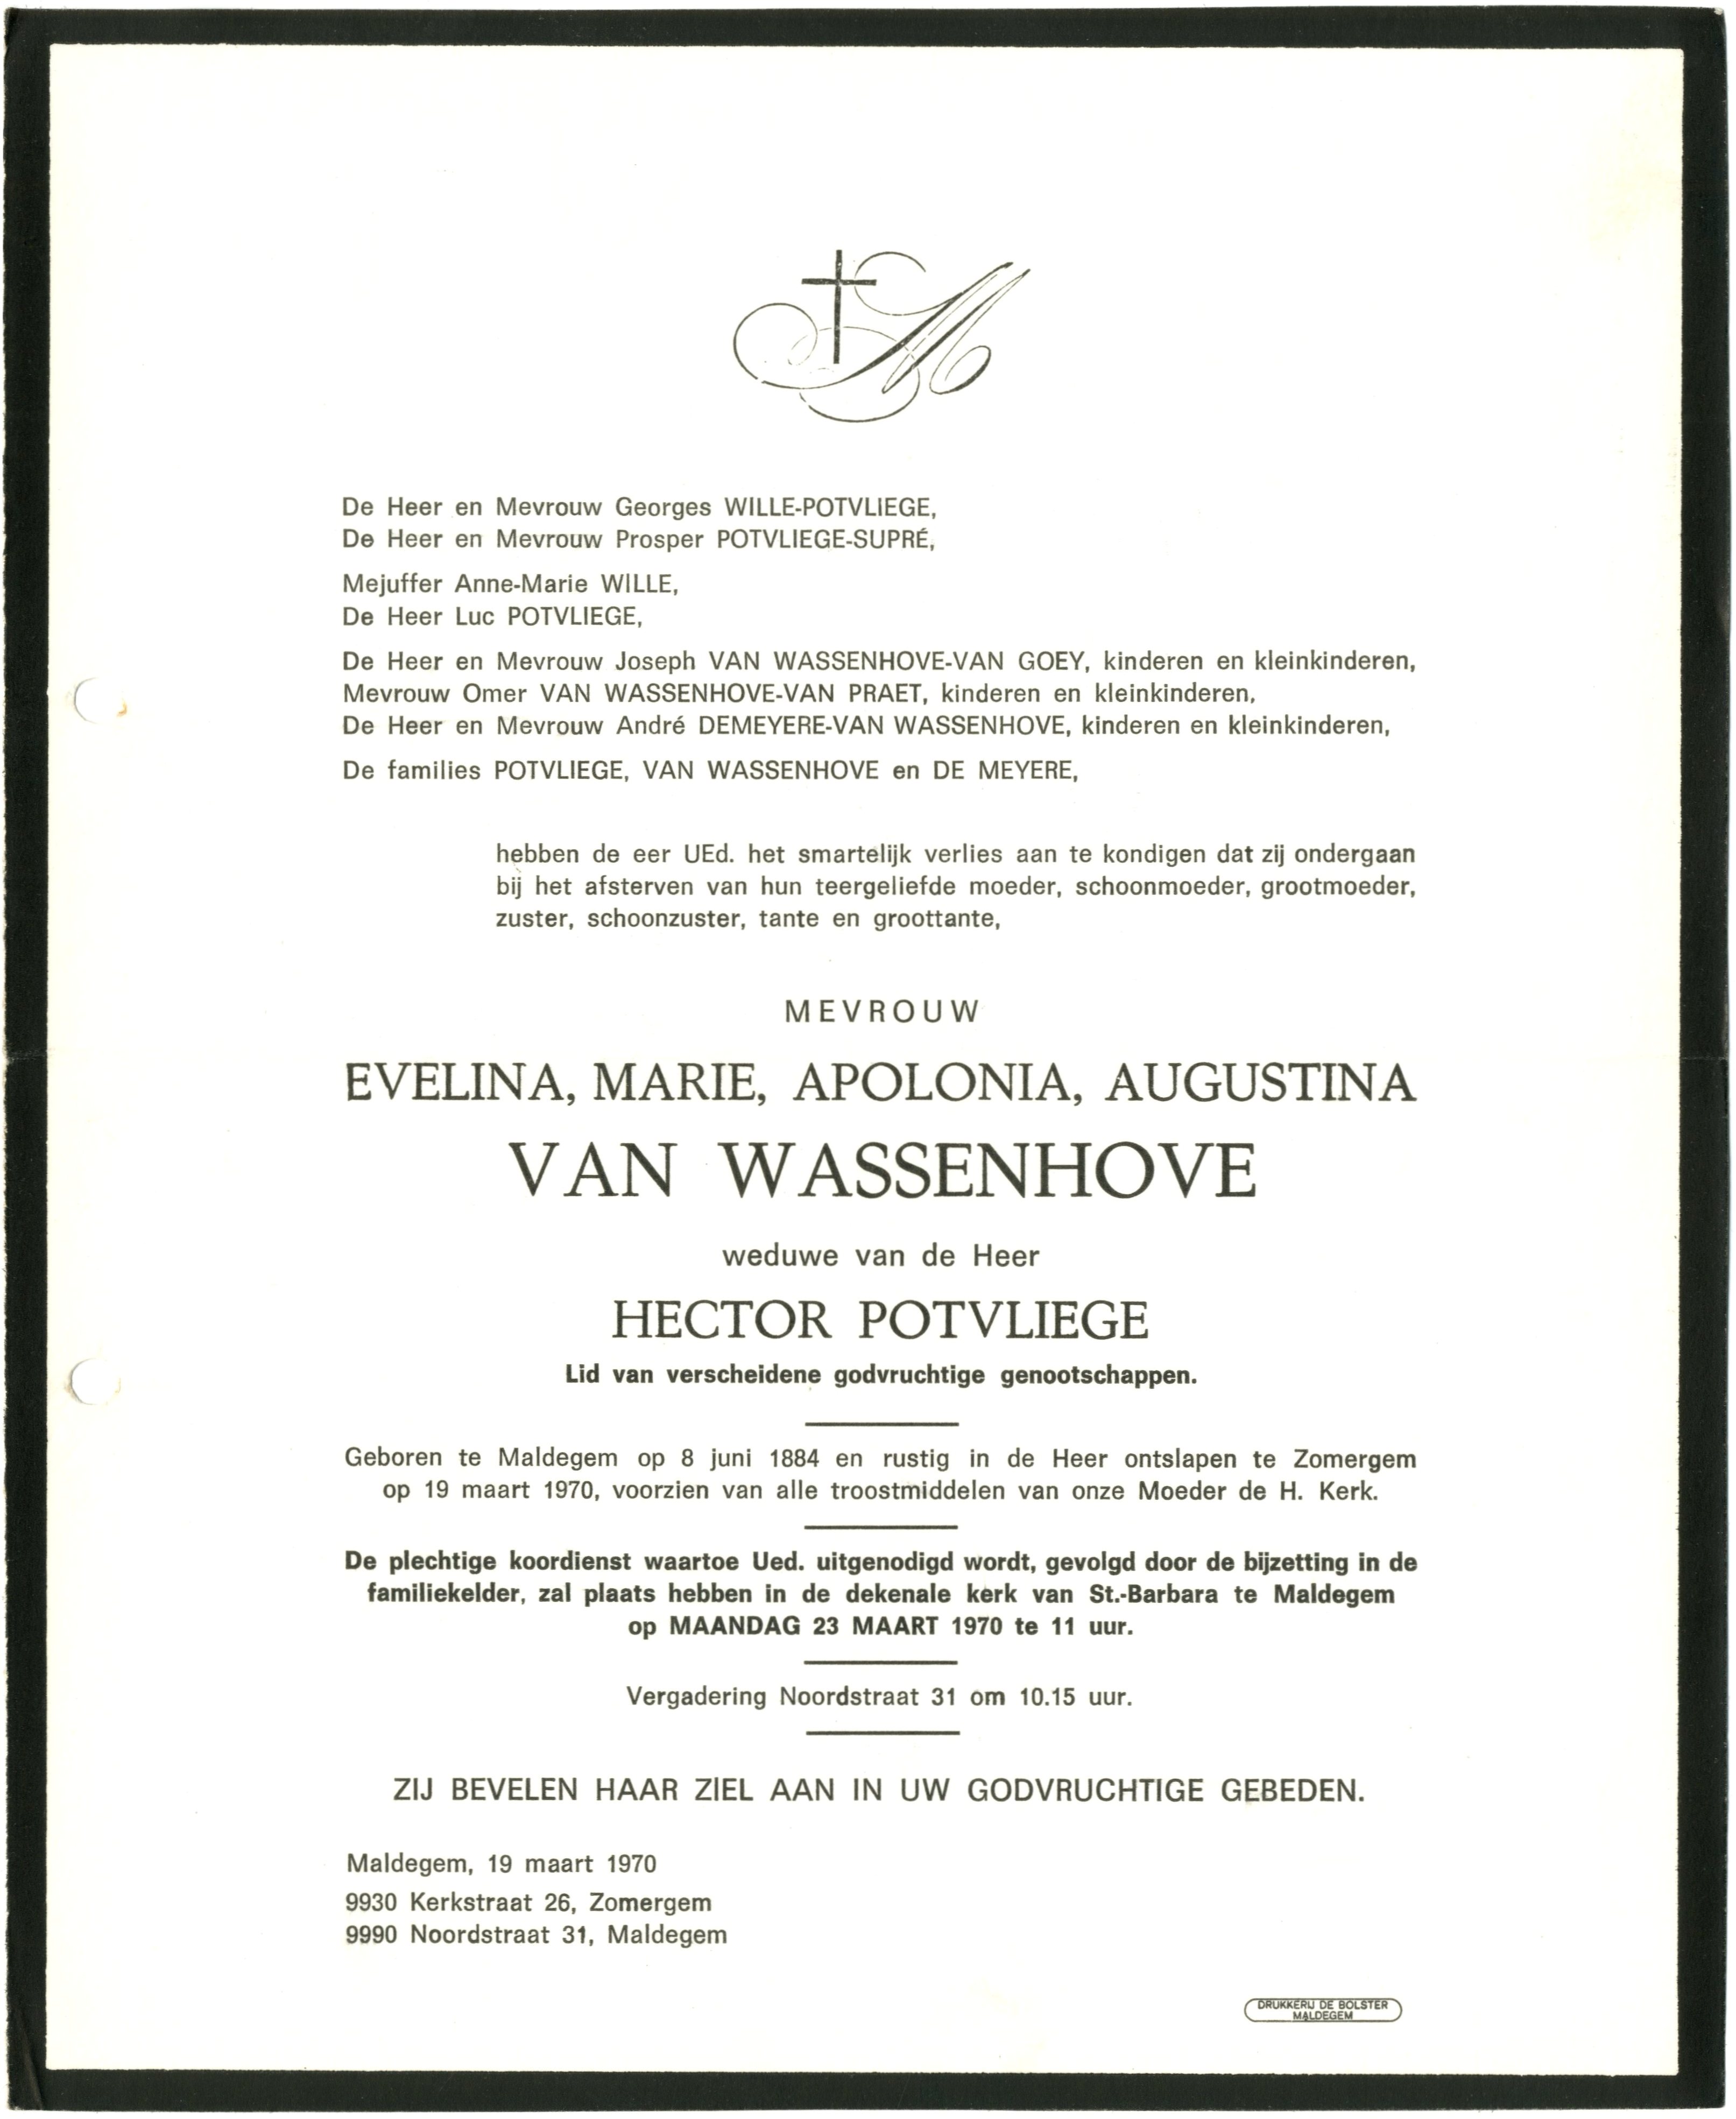 M
De Heer en Mevrouw Georges WILLE-POTVLIEGE,
De Heer en Mevrouw Prosper POTVLIEGE-SUPRÉ,
Mejuffer Anne-Marie WILLE,
De Heer Luc POTVLIEGE,
De Heer en Mevrouw Joseph VAN WASSENHOVE-VAN GOEY, kinderen en kleinkinderen,
Mevrouw Omer VAN WASSENHOVE-VAN PRAET, kinderen en kleinkinderen,
De Heer en Mevrouw André DEMEYERE-VAN WASSENHOVE, kinderen en kleinkinderen,
De families POTVLIEGE, VAN WASSENHOVE en DE MEYERE,
hebben de eer UEd. het smartelijk verlies aan te kondigen dat zij ondergaan
bij het afsterven van hun teergeliefde moeder, schoonmoeder, grootmoeder,
zuster, schoonzuster, tante en groottante,
MEVROUW
EVELINA, MARIE, APOLONIA, AUGUSTINA
VAN WASSENHOVE
weduwe van de Heer
HECTOR POTVLIEGE
Lid van verscheidene godvruchtige genootschappen.
Geboren te Maldegem op 8 juni 1884 en rustig in de Heer ontslapen te Zomergem
op 19 maart 1970, voorzien van alle troostmiddelen van onze Moeder de H. Kerk.
De plechtige koordienst waartoe Ued. uitgenodigd wordt, gevolgd door de bijzetting in de
familiekelder, zal plaats hebben in de dekenale kerk van St.-Barbara te Maldegem
op MAANDAG 23 MAART 1970 te 11 uur.
Vergadering Noordstraat 31 om 10.15 uur.
ZIJ BEVELEN HAAR ZIEL AAN IN UW GODVRUCHTIGE GEBEDEN.
Maldegem, 19 maart 1970
9930 Kerkstraat 26, Zomergem
9990 Noordstraat 31, Maldegem
DRUKKERIJ DE BOLSTER
MALDEGEM